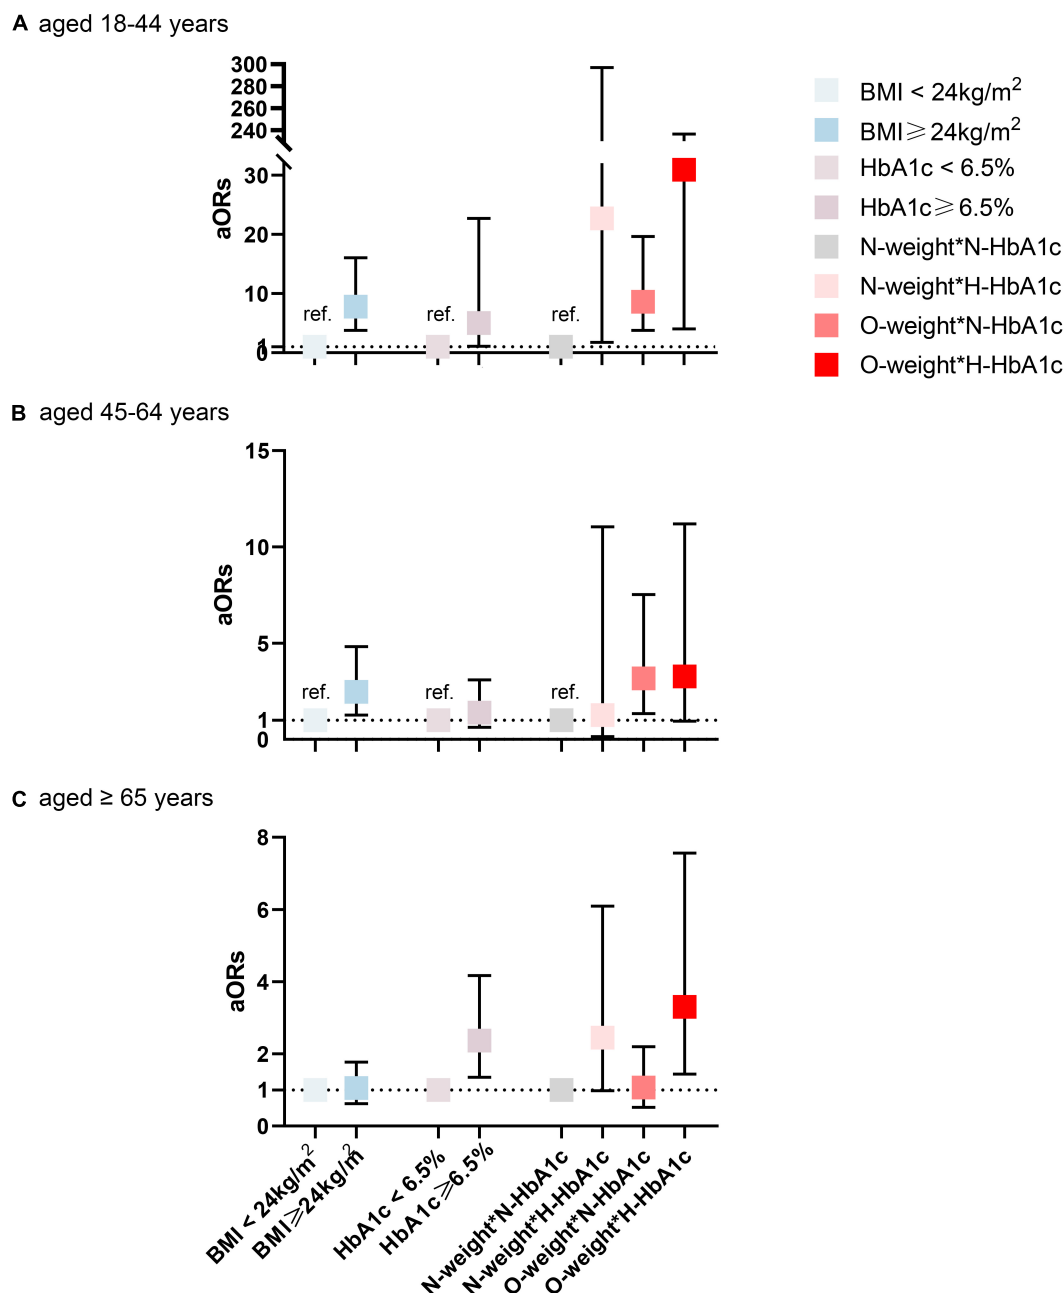 A aged 18-44 years
300
280
260
240
30
20
10
1
0
aORs
ref.
ref.
ref.
BMI < 24kg/m2
BMI ⩾ 24kg/m2
HbA1c < 6.5%
HbA1c ⩾ 6.5%
N-weight*N-HbA1c
N-weight*H-HbA1c
O-weight*N-HbA1c
O-weight*H-HbA1c
B aged 45-64 years
15
10
5
1
0
aORs
ref.
ref.
ref.
C aged ≥ 65 years
8
6
4
2
1
0
aORs
BMI < 24kg/m2
BMI⩾24kg/m2
HbA1c < 6.5%
HbA1c⩾6.5%
N-weight*N-HbA1c
N-weight*H-HbA1c
O-weight*N-HbA1c
O-weight*H-HbA1c